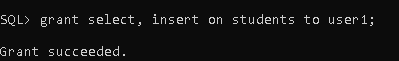 SQL> grant select, insert on students to user1;
Grant succeeded.